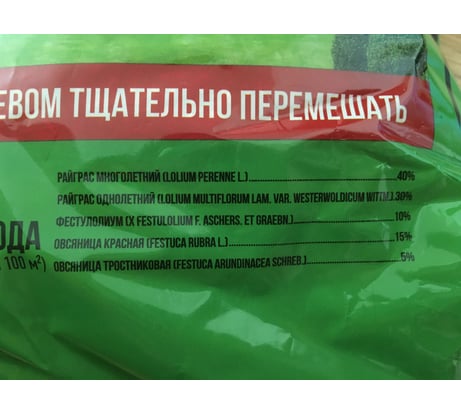 ЕВОМ ТЩАТЕЛЬНО ПЕРЕМЕШАТЬ
РАЙГРАС МНОГОЛЕТНИЙ (LOLIUM PERENNE L.) 40%
РАЙГРАС ОДНОЛЕТНИЙ (LOLIUM MULTIFLORUM LAM. VAR. WESTERWOLDICUM WITTM.) 30%
ФЕСТУЛОЛИУМ (X FESTULOLIUM F. ASCHERS. ET GRAEBN.) 10%
ОВСЯНИЦА КРАСНАЯ (FESTUCA RUBRA L.) 15%
ОВСЯНИЦА ТРОСТНИКОВАЯ (FESTUCA ARUNDINACEA SCHREB.) 5%
ОДА
100 М²)